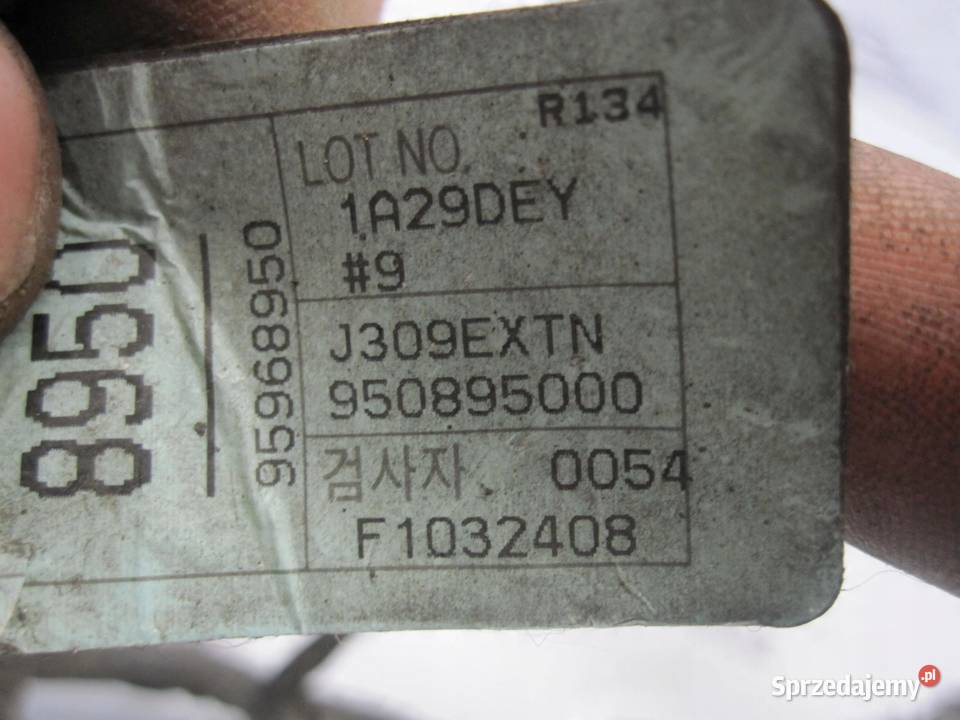 8950
95968950
R134
LOT NO.
1A29DEY
#9
J309EXTN
950895000
검사자 0054
F1032408
Sprzedajemy.pl